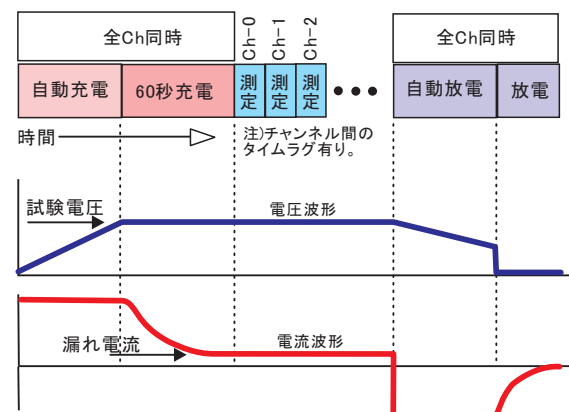 全Ch同時
Ch-0
Ch-1
Ch-2
全Ch同時
自動充電
60秒充電
測定
測定
測定
●●●
自動放電
放電
時間
注)チャンネル間の
タイムラグ有り。
試験電圧
電圧波形
漏れ電流
電流波形